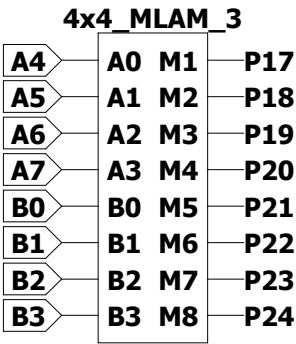 4x4_MLAM_3
A4 A0 M1 P17
A5 A1 M2 P18
A6 A2 M3 P19
A7 A3 M4 P20
B0 B0 M5 P21
B1 B1 M6 P22
B2 B2 M7 P23
B3 B3 M8 P24